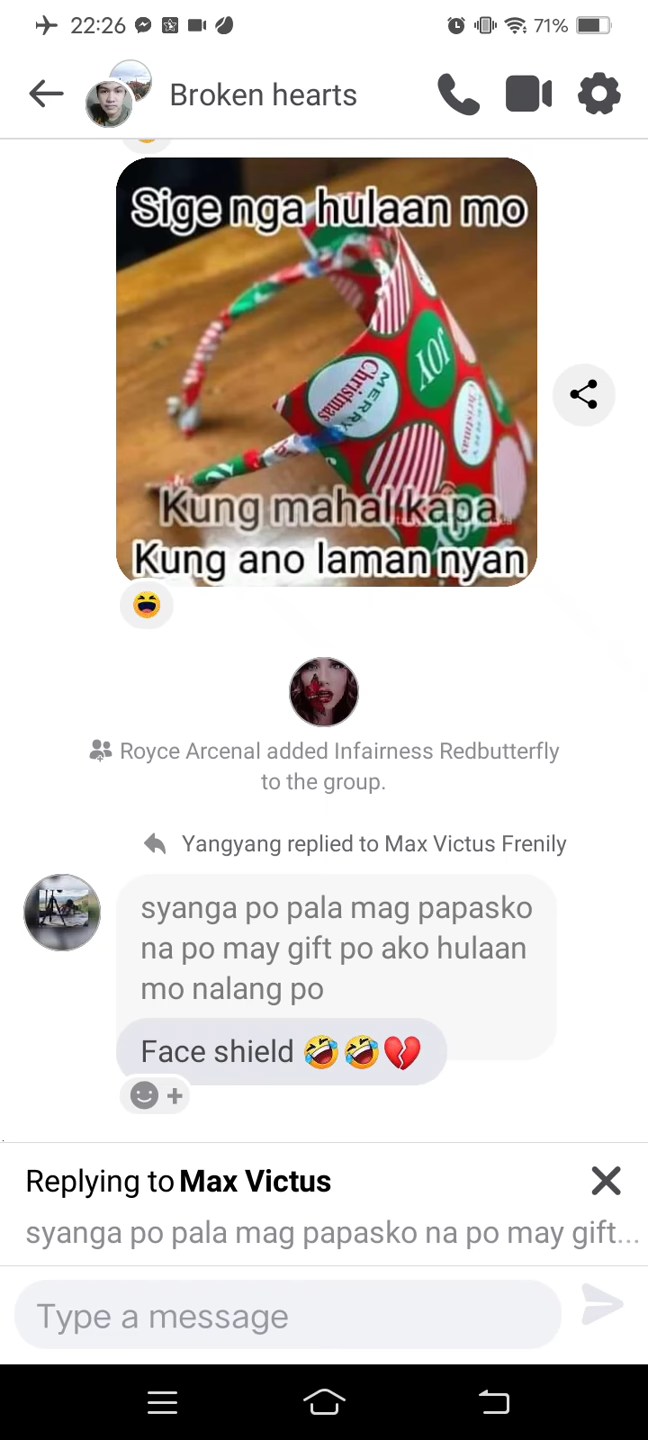 22:26
71%
Broken hearts
Sige nga hulaan mo
JOY
MERRY
Christmas
Kung mahal kapa
Kung ano laman nyan
Royce Arcenal added Infairness Redbutterfly
to the group.
Yangyang replied to Max Victus Frenily
syanga po pala mag papasko
na po may gift po ako hulaan
mo nalang po
Face shield 🤣🤣💔
Replying to Max Victus
syanga po pala mag papasko na po may gift...
Type a message